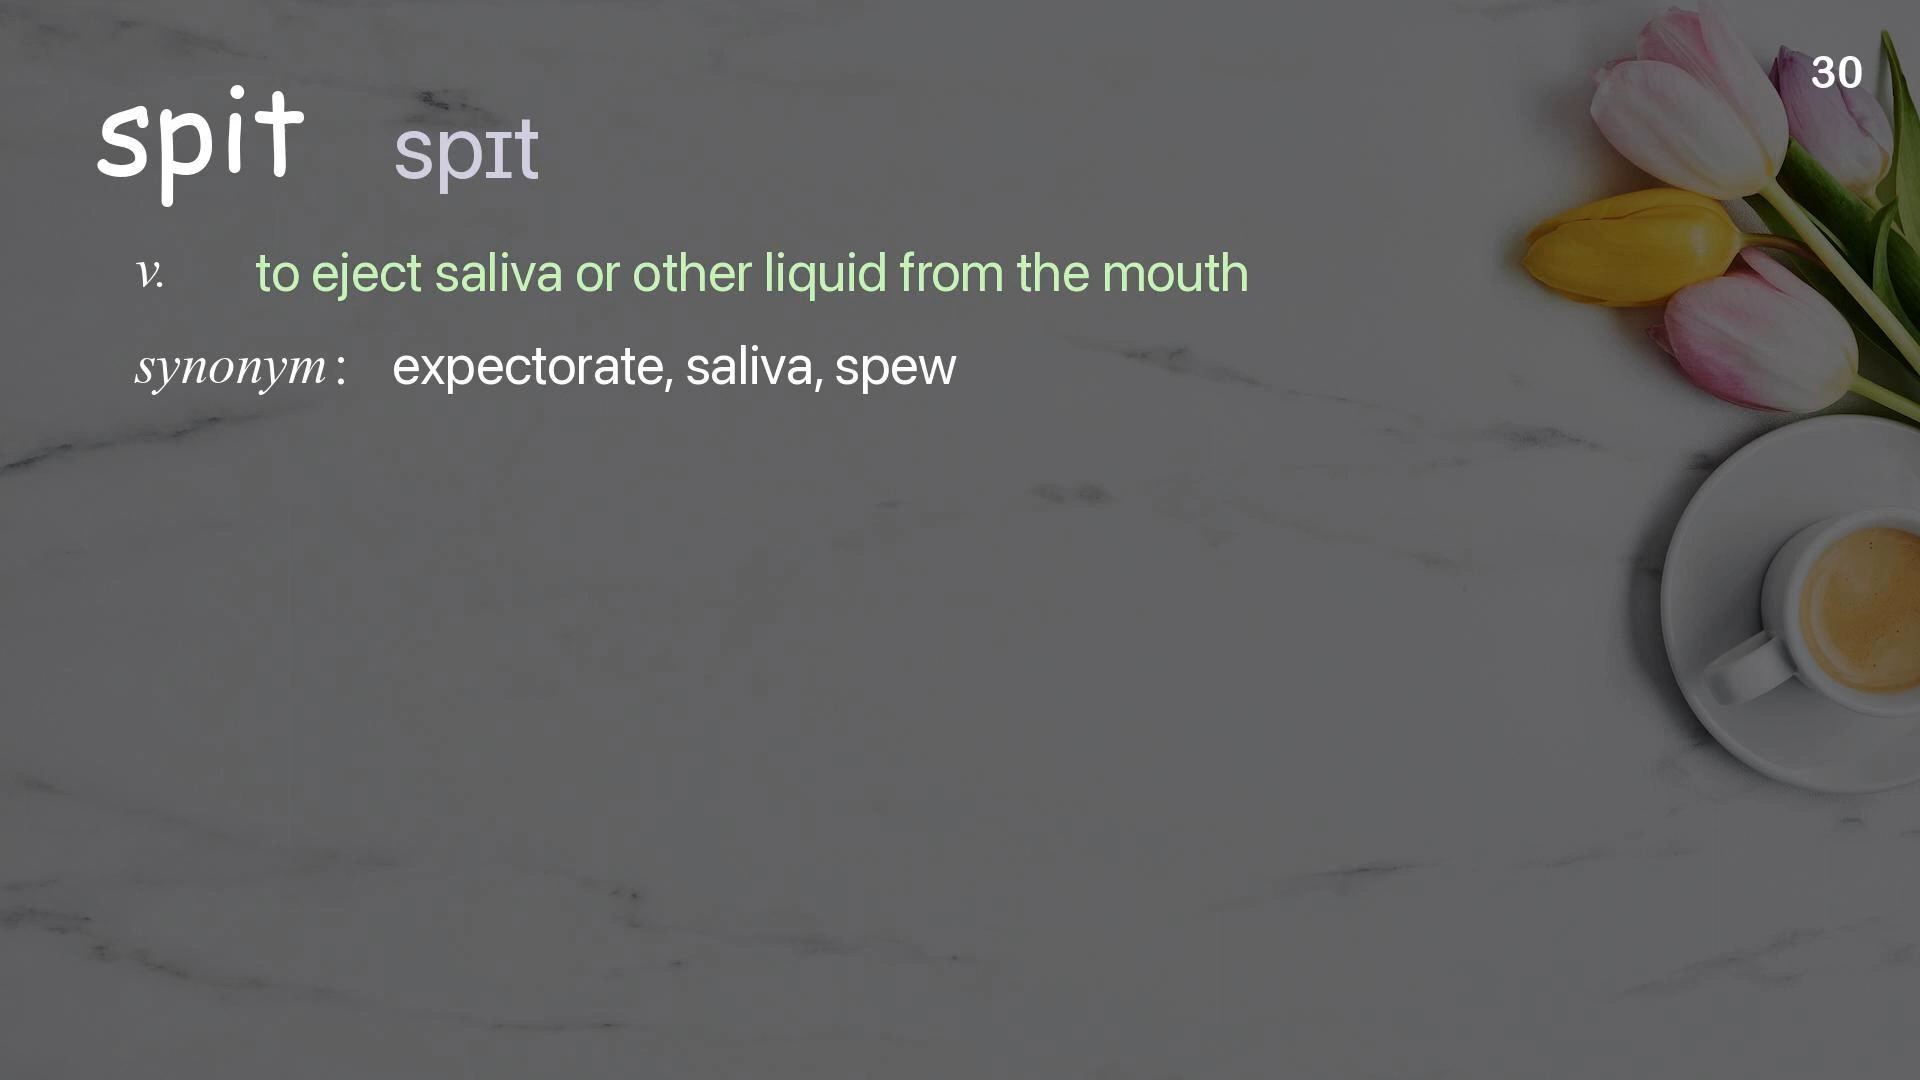 30
spit spɪt
v. to eject saliva or other liquid from the mouth
synonym : expectorate, saliva, spew